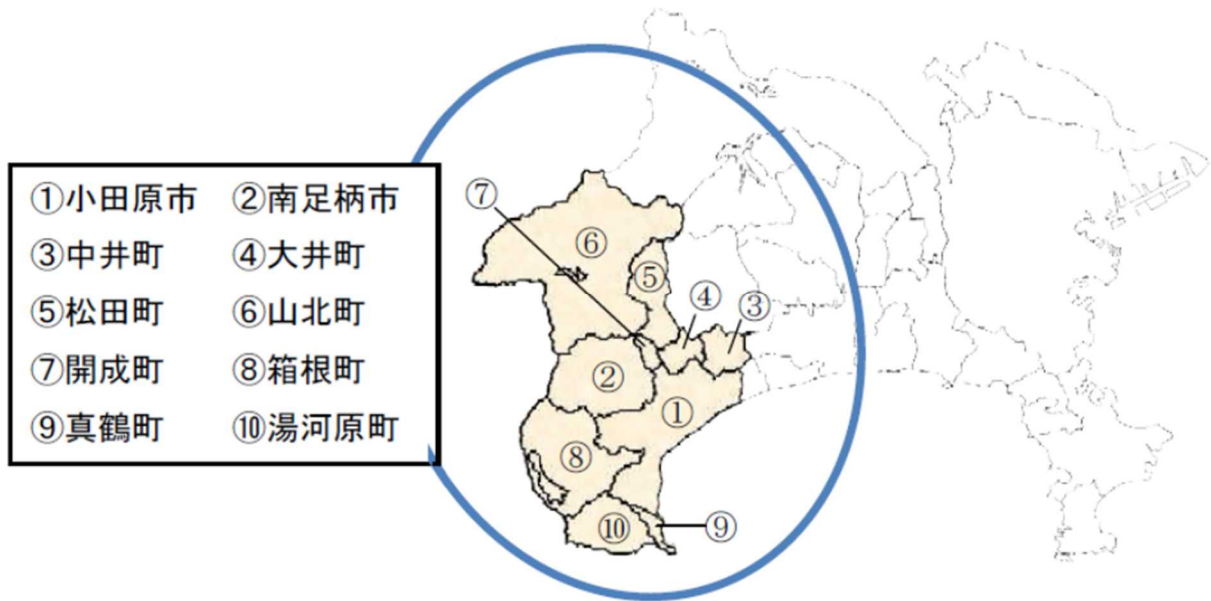 ①小田原市 ②南足柄市
③中井町 ④大井町
⑤松田町 ⑥山北町
⑦開成町 ⑧箱根町
⑨真鶴町 ⑩湯河原町
⑦
⑥
⑤
④
③
②
①
⑧
⑩
⑨